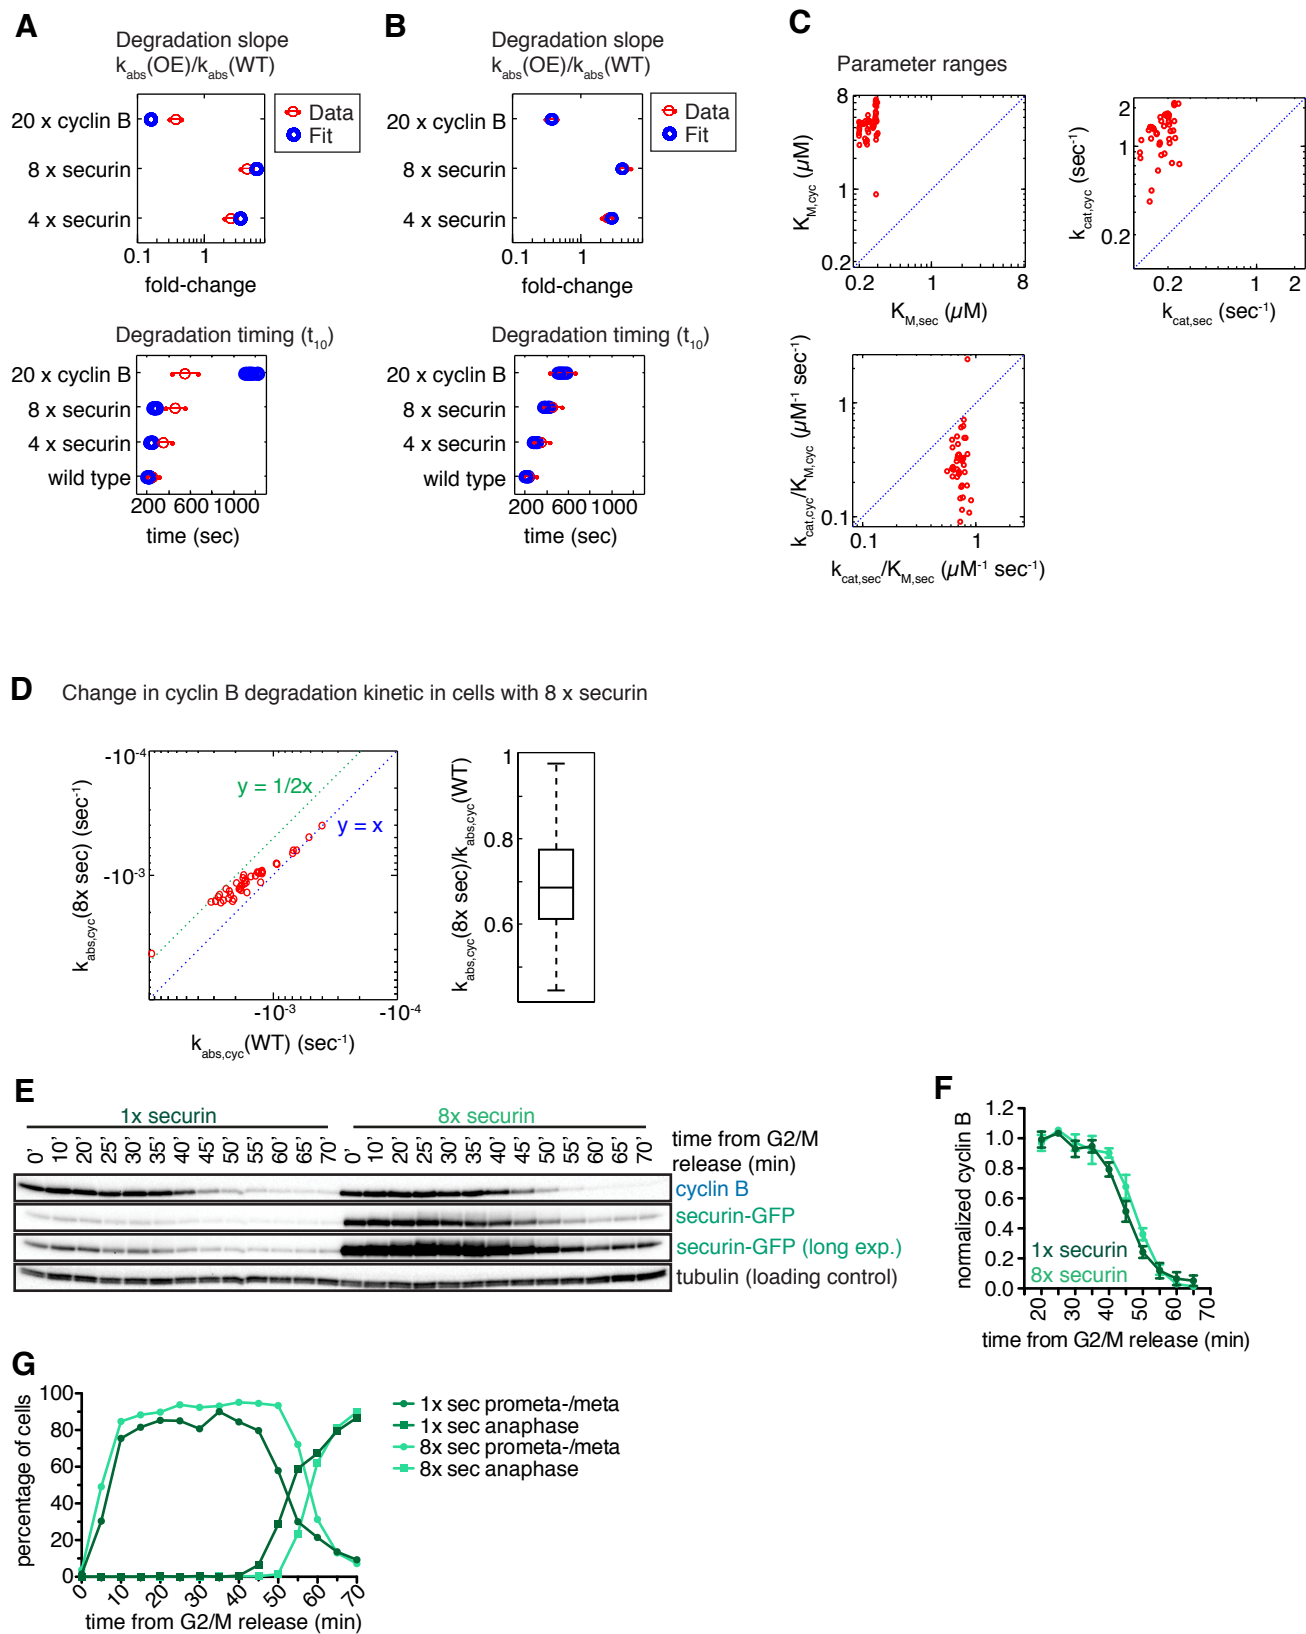 A
Degradation slope
kabs(OE)/kabs(WT)
20 x cyclin B
8 x securin
4 x securin
0.1
1
fold-change
Data
Fit
Degradation timing (t10)
20 x cyclin B
8 x securin
4 x securin
wild type
200 600 1000
time (sec)
B
Degradation slope
kabs(OE)/kabs(WT)
20 x cyclin B
8 x securin
4 x securin
0.1
1
fold-change
Data
Fit
Degradation timing (t10)
20 x cyclin B
8 x securin
4 x securin
wild type
200 600 1000
time (sec)
C
Parameter ranges
KM,cyc (µM)
8
1
0.2
0.2 1 8
KM,sec (µM)
kcat,cyc (sec-1)
2
1
0.2
0.2 1 2
kcat,sec (sec-1)
kcat,cyc/KM,cyc (µM-1 sec-1)
1
0.1
0.1 1
kcat,sec/KM,sec (µM-1 sec-1)
D
Change in cyclin B degradation kinetic in cells with 8 x securin
kabs,cyc(8x sec) (sec-1)
-10-4
-10-3
y = 1/2x
y = x
-10-3 -10-4
kabs,cyc(WT) (sec-1)
kabs,cyc(8x sec)/kabs,cyc(WT)
1
0.8
0.6
E
1x securin
8x securin
0' 10' 20' 25' 30' 35' 40' 45' 50' 55' 60' 65' 70' 0' 10' 20' 25' 30' 35' 40' 45' 50' 55' 60' 65' 70'
time from G2/M
release (min)
cyclin B
securin-GFP
securin-GFP (long exp.)
tubulin (loading control)
F
normalized cyclin B
1.2
1.0
0.8
0.6
0.4
0.2
0.0
1x securin
8x securin
20 30 40 50 60 70
time from G2/M release (min)
G
percentage of cells
100
80
60
40
20
0
0 10 20 30 40 50 60 70
time from G2/M release (min)
1x sec prometa-/meta
1x sec anaphase
8x sec prometa-/meta
8x sec anaphase